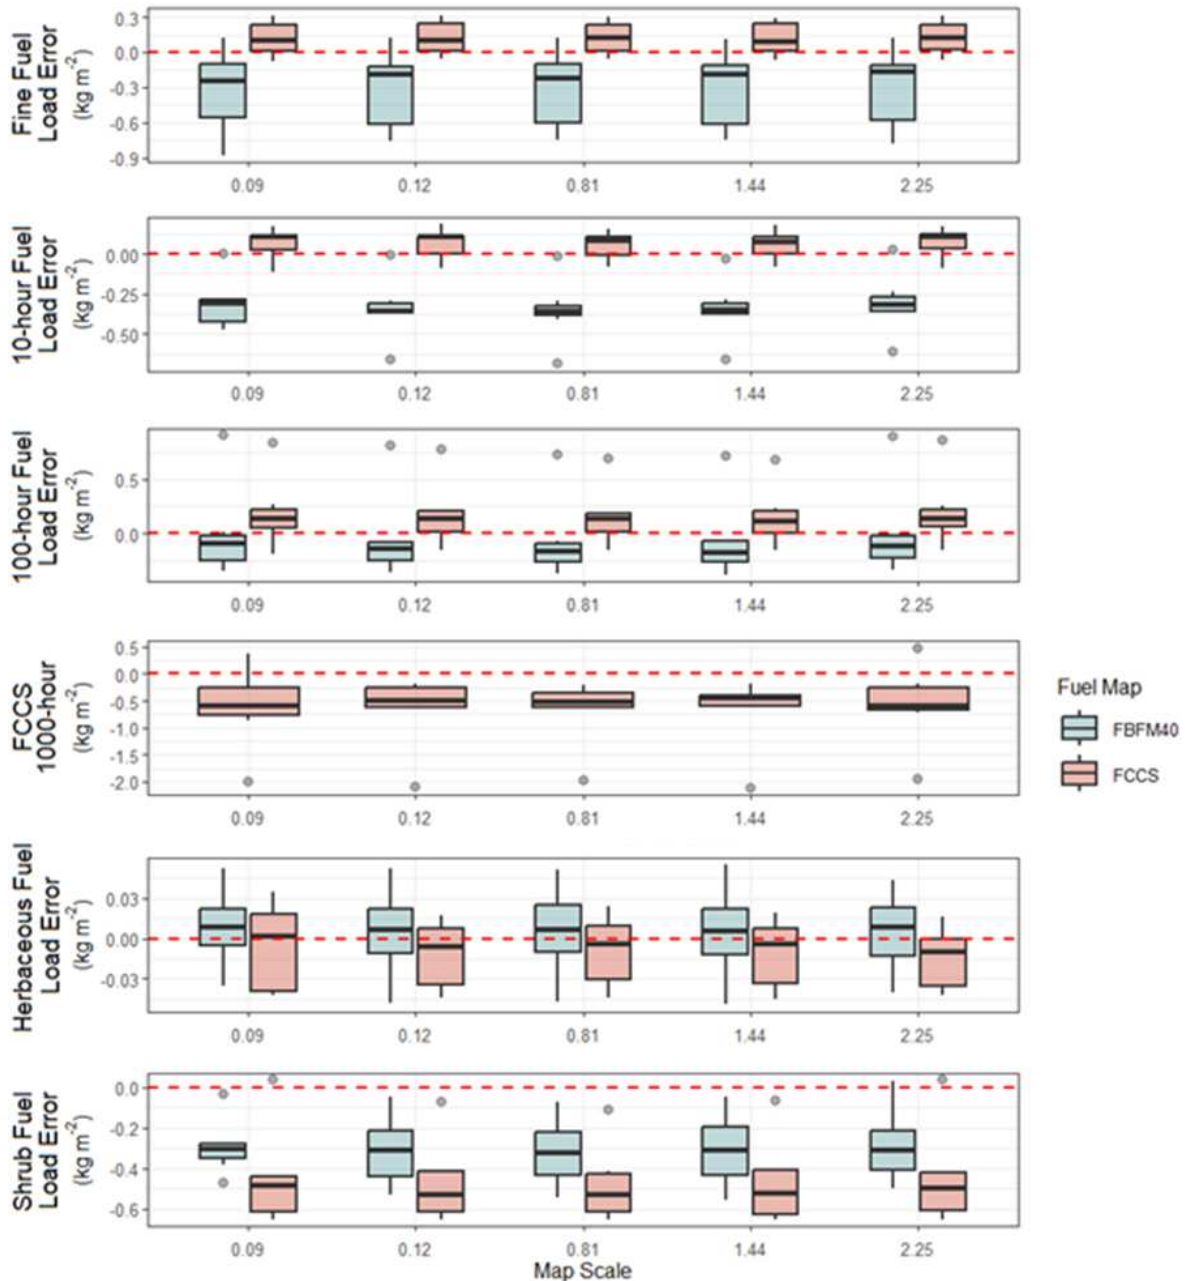 Fine Fuel
Load Error
(kg m-2)
0.3
0.0
-0.3
-0.6
-0.9
0.09 0.12 0.81 1.44 2.25
10-hour Fuel
Load Error
(kg m-2)
0.00
-0.25
-0.50
0.09 0.12 0.81 1.44 2.25
100-hour Fuel
Load Error
(kg m-2)
0.5
0.0
0.09 0.12 0.81 1.44 2.25
FCCS
1000-hour
(kg m-2)
0.5
0.0
-0.5
-1.0
-1.5
-2.0
0.09 0.12 0.81 1.44 2.25
Fuel Map
FBFM40
FCCS
Herbaceous Fuel
Load Error
(kg m-2)
0.03
0.00
-0.03
0.09 0.12 0.81 1.44 2.25
Shrub Fuel
Load Error
(kg m-2)
0.0
-0.2
-0.4
-0.6
0.09 0.12 0.81 1.44 2.25
Map Scale